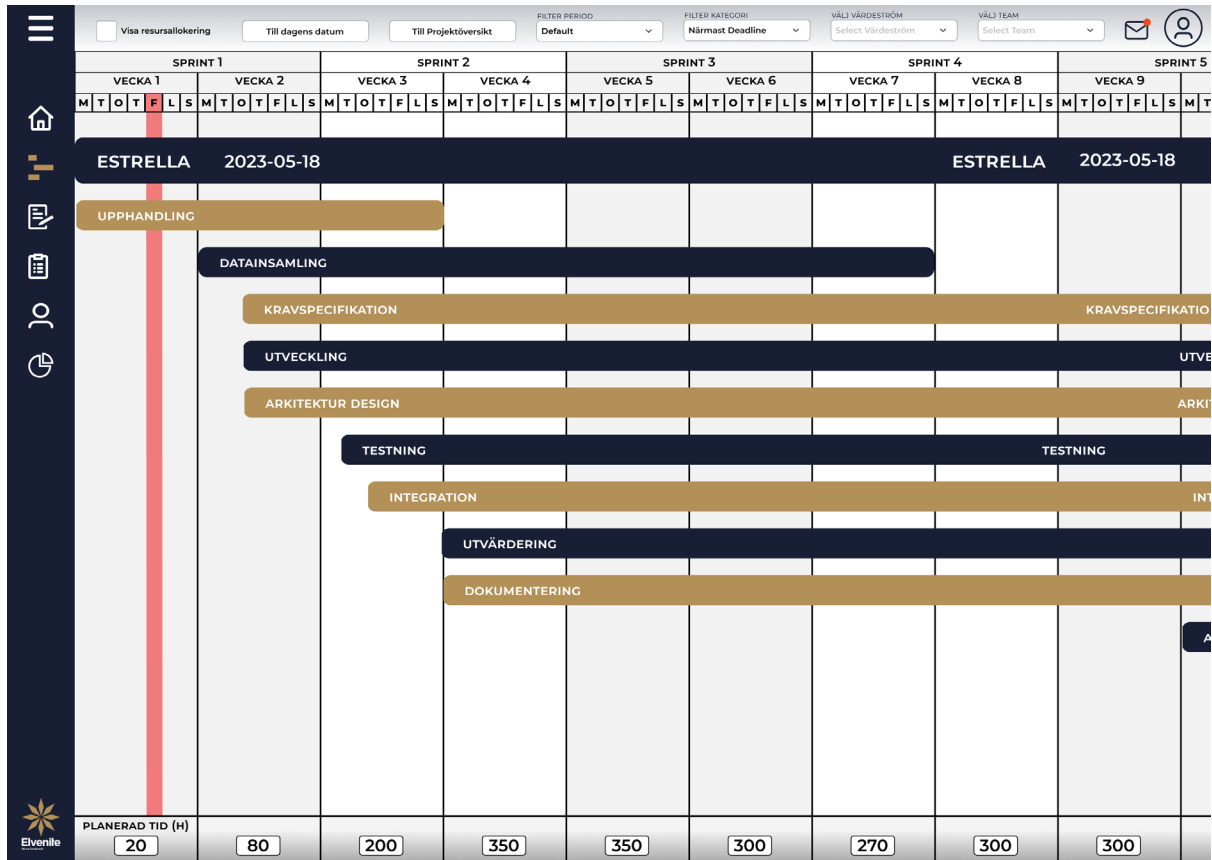 FILTER PERIOD FILTER KATEGORI VÄLJ VÄRDESTRÖM VÄLJ TEAM
Visa resursallokering Till dagens datum Till Projektöversikt Default Närmast Deadline Select Värdeström Select Team
SPRINT 1 SPRINT 2 SPRINT 3 SPRINT 4 SPRINT 5
VECKA 1 VECKA 2 VECKA 3 VECKA 4 VECKA 5 VECKA 6 VECKA 7 VECKA 8 VECKA 9
M T O T F L S M T O T F L S M T O T F L S M T O T F L S M T O T F L S M T O T F L S M T O T F L S M T O T F L S M T O T F L S M T
ESTRELLA 2023-05-18 ESTRELLA 2023-05-18
UPPHANDLING
DATAINSAMLING
KRAVSPECIFIKATION KRAVSPECIFIKATIO
UTVECKLING UTVE
ARKITEKTUR DESIGN ARKIT
TESTNING TESTNING
INTEGRATION INT
UTVÄRDERING
DOKUMENTERING
A
PLANERAD TID (H)
20 80 200 350 350 300 270 300 300
Elvenite